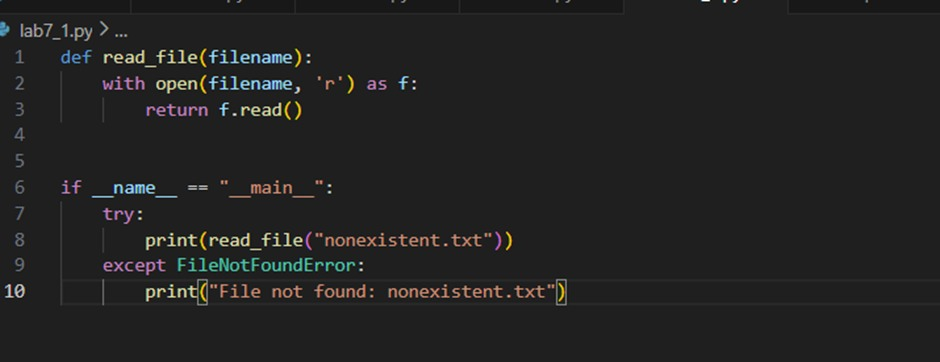 lab7_1.py > ...
1 def read_file(filename):
2     with open(filename, 'r') as f:
3         return f.read()
4
5
6 if __name__ == "__main__":
7     try:
8         print(read_file("nonexistent.txt"))
9     except FileNotFoundError:
10         print("File not found: nonexistent.txt")